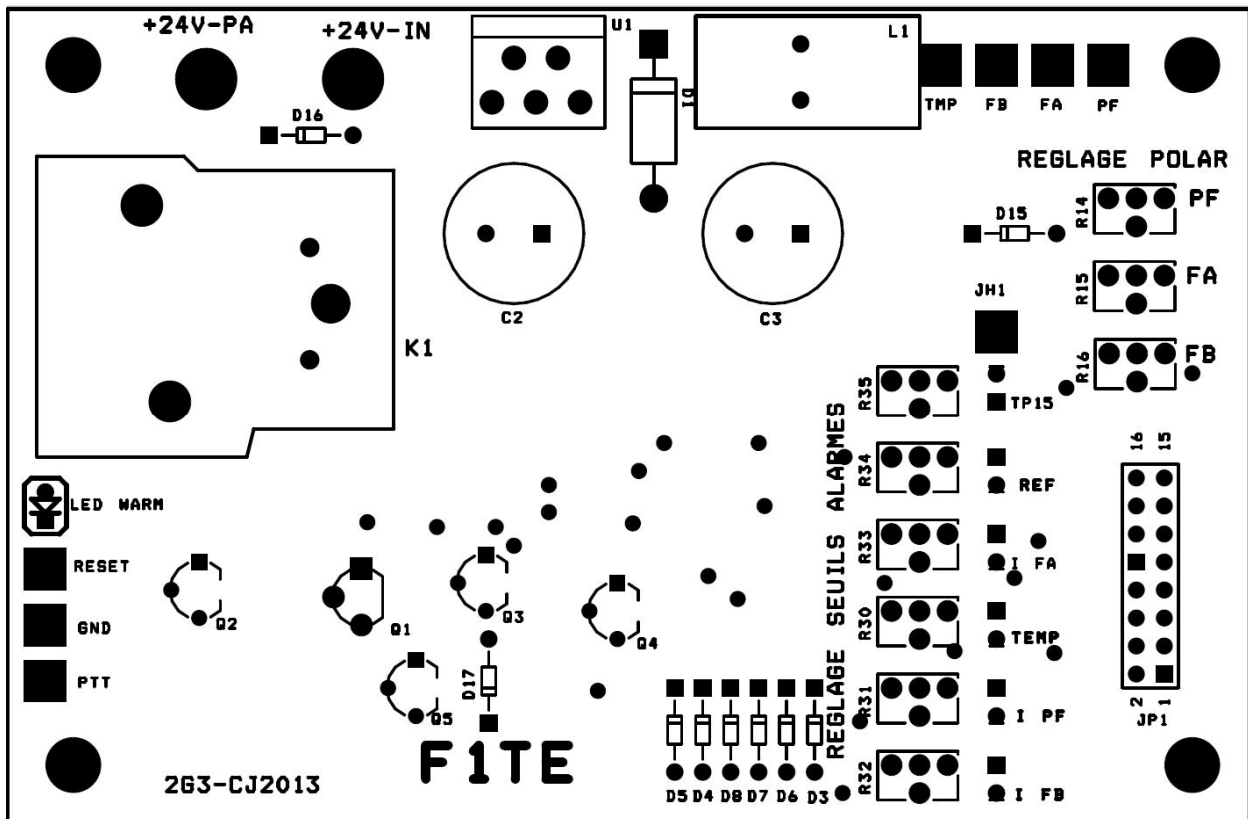 +24V-PA
+24V-IN
U1
D1
L1
TMP FB FA PF
D16
REGLAGE POLAR
R14 PF
D15
R15 FA
JH1
R16 FB
C2
C3
K1
R35
TP15
R34
REF
R33
I FA
R30
TEMP
R31
I PF
R32
I FB
REGLAGE SEUILS ALARMES
16 15
2 1
JP1
LED WARM
RESET
GND
PTT
Q2
Q1
Q3
Q4
Q5
D17
D5 D4 D8 D7 D6 D3
F1TE
2G3-CJ2013